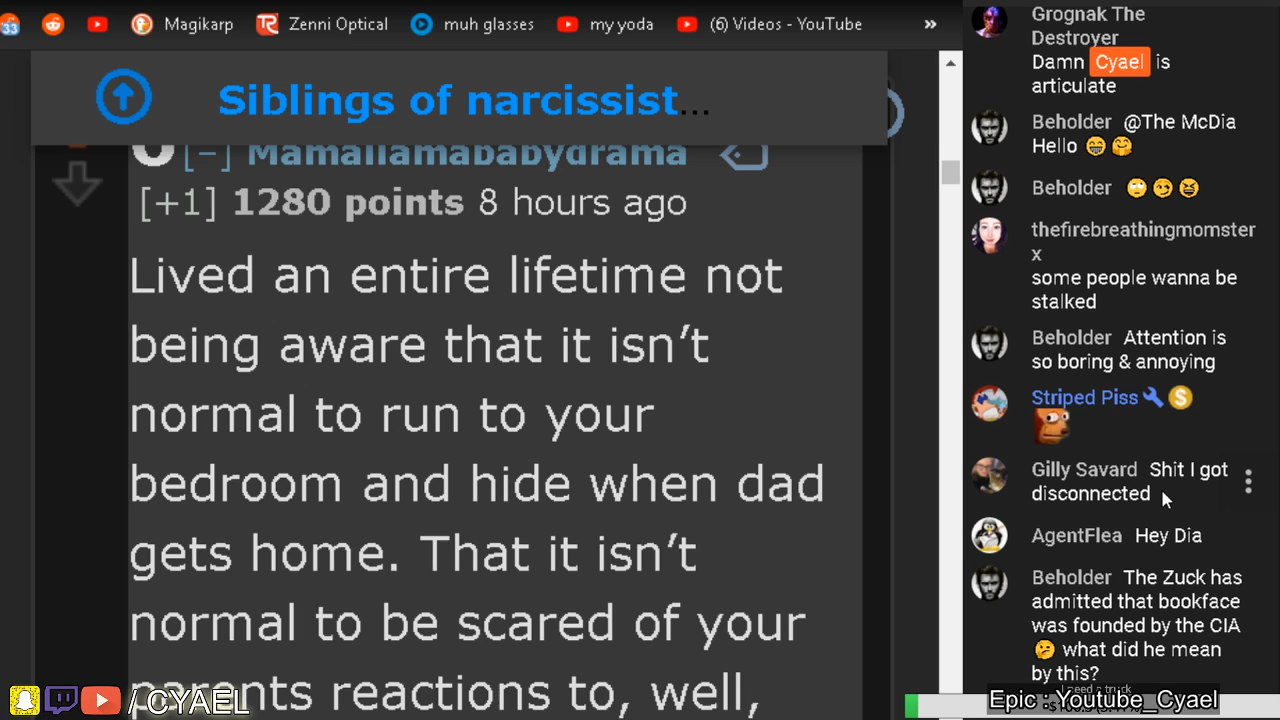 33
Magikarp
Zenni Optical
muh glasses
my yoda
(6) Videos - YouTube
»
Siblings of narcissist...
[–] Mamallamababydrama
[+1] 1280 points 8 hours ago
Lived an entire lifetime not
being aware that it isn’t
normal to run to your
bedroom and hide when dad
gets home. That it isn’t
normal to be scared of your
parents reactions to, well,
/CYAEL
Grognak The
Destroyer
Damn Cyael is
articulate
Beholder @The McDia
Hello 😁 🤗
Beholder 🙄 😏 😆
thefirebreathingmomster
x
some people wanna be
stalked
Beholder Attention is
so boring & annoying
Striped Piss
Gilly Savard Shit I got
disconnected
AgentFlea Hey Dia
Beholder The Zuck has
admitted that bookface
was founded by the CIA
🤔 what did he mean
by this?
Epic : Youtube_Cyael